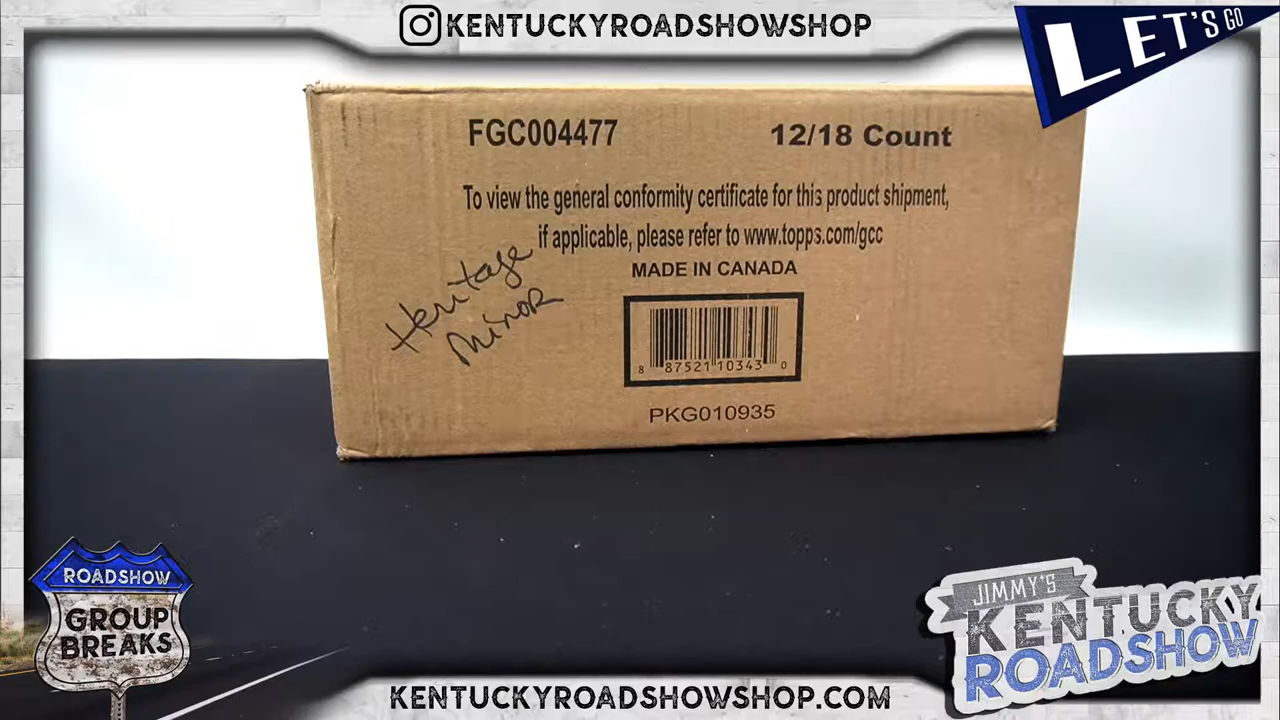 KENTUCKYROADSHOWSHOP
LET'S GO
FGC004477
12/18 Count
To view the general conformity certificate for this product shipment,
if applicable, please refer to www.topps.com/gcc
MADE IN CANADA
Heritage
Minor
8 87521 10343 0
PKG010935
ROADSHOW
GROUP
BREAKS
JIMMY'S
KENTUCKY
ROADSHOW
KENTUCKYROADSHOWSHOP.COM